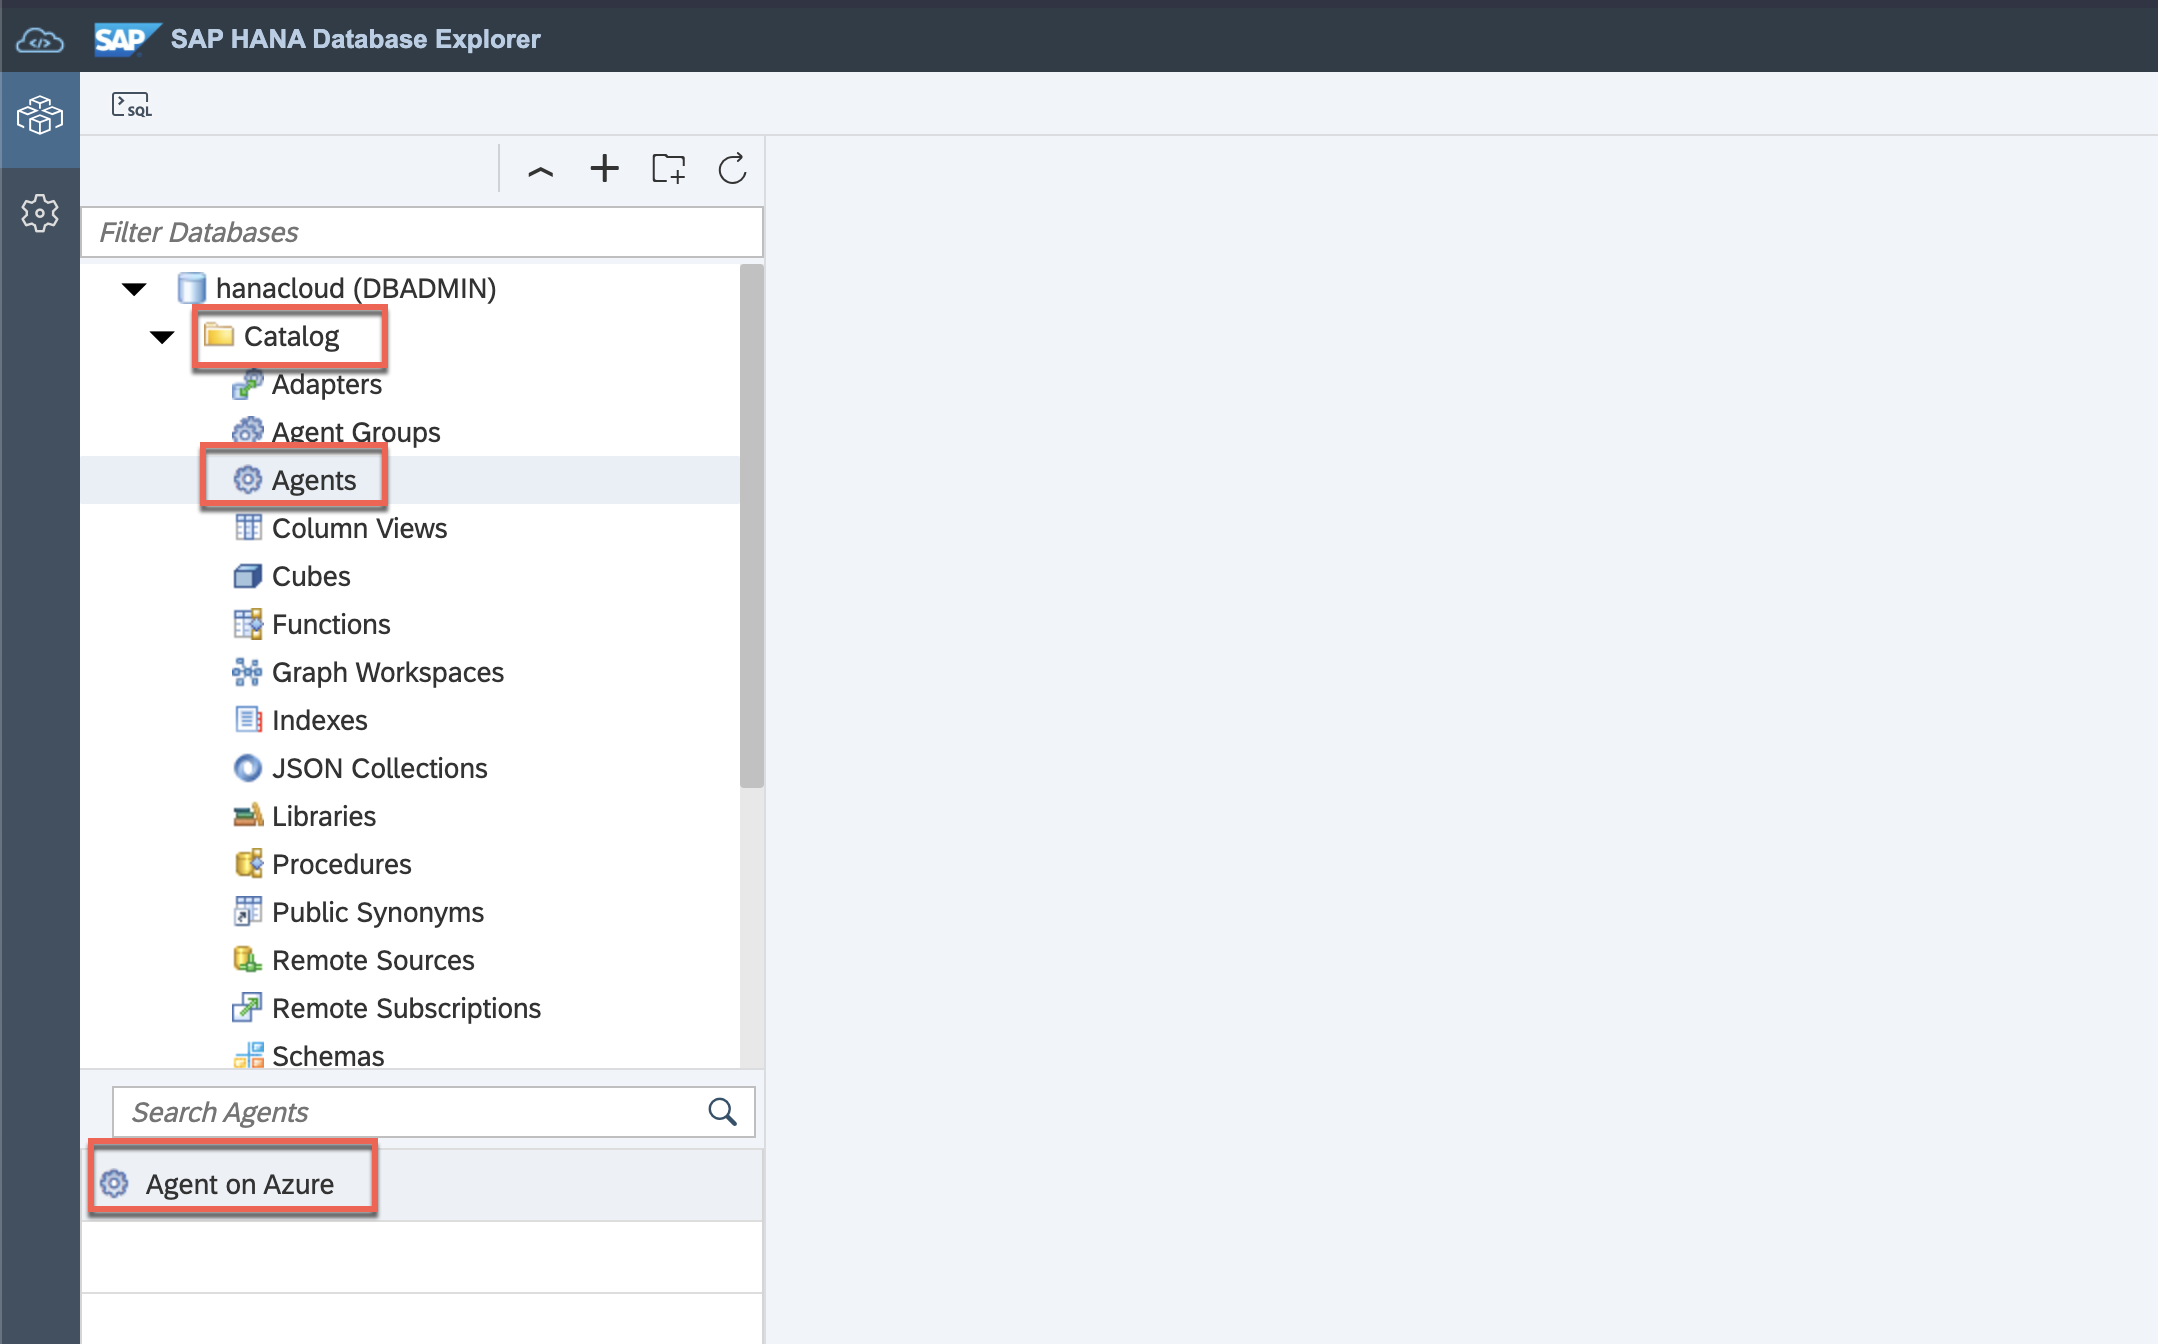 SAP SAP HANA Database Explorer
SQL
Filter Databases
hanacloud (DBADMIN)
Catalog
Adapters
Agent Groups
Agents
Column Views
Cubes
Functions
Graph Workspaces
Indexes
JSON Collections
Libraries
Procedures
Public Synonyms
Remote Sources
Remote Subscriptions
Schemas
Search Agents
Agent on Azure